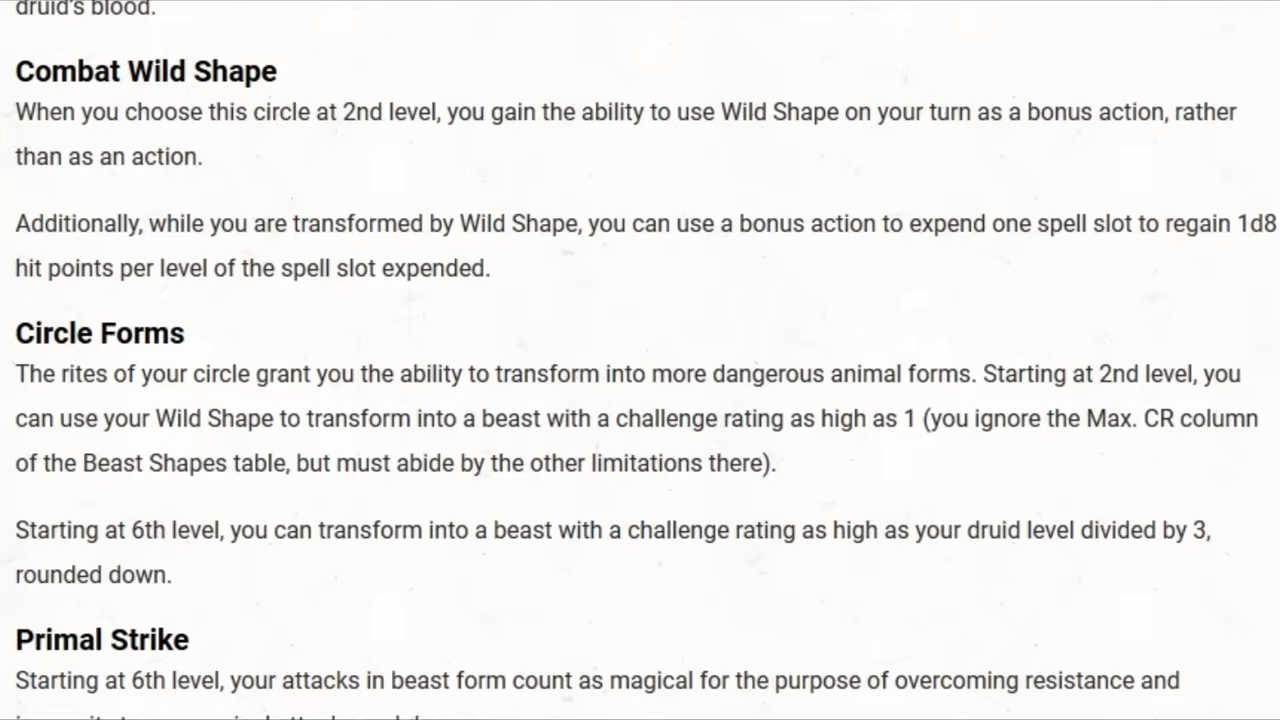 druid's blood.
Combat Wild Shape
When you choose this circle at 2nd level, you gain the ability to use Wild Shape on your turn as a bonus action, rather
than as an action.
Additionally, while you are transformed by Wild Shape, you can use a bonus action to expend one spell slot to regain 1d8
hit points per level of the spell slot expended.
Circle Forms
The rites of your circle grant you the ability to transform into more dangerous animal forms. Starting at 2nd level, you
can use your Wild Shape to transform into a beast with a challenge rating as high as 1 (you ignore the Max. CR column
of the Beast Shapes table, but must abide by the other limitations there).
Starting at 6th level, you can transform into a beast with a challenge rating as high as your druid level divided by 3,
rounded down.
Primal Strike
Starting at 6th level, your attacks in beast form count as magical for the purpose of overcoming resistance and